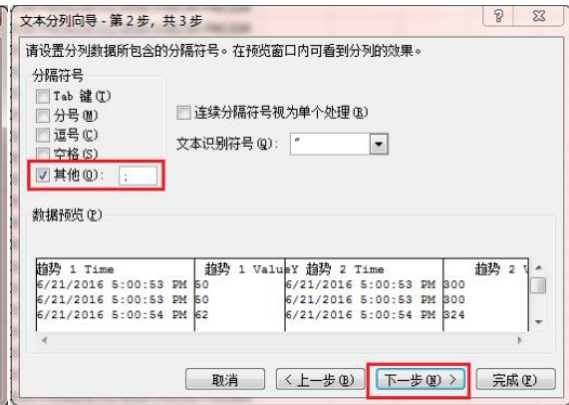 文本分列向导 - 第 2 步，共 3 步
请设置分列数据所包含的分隔符号。在预览窗口内可看到分列的效果。
分隔符号
Tab 键(T)
分号(M)
逗号(C)
空格(S)
其他(O): ;
连续分隔符号视为单个处理(R)
文本识别符号(Q): "
数据预览(P)
趋势 1 Time 趋势 1 ValueY 趋势 2 Time 趋势 2 V
6/21/2016 5:00:53 PM 50 6/21/2016 5:00:53 PM 300
6/21/2016 5:00:53 PM 50 6/21/2016 5:00:53 PM 300
6/21/2016 5:00:54 PM 62 6/21/2016 5:00:54 PM 324
取消 < 上一步(B) 下一步(N) > 完成(F)